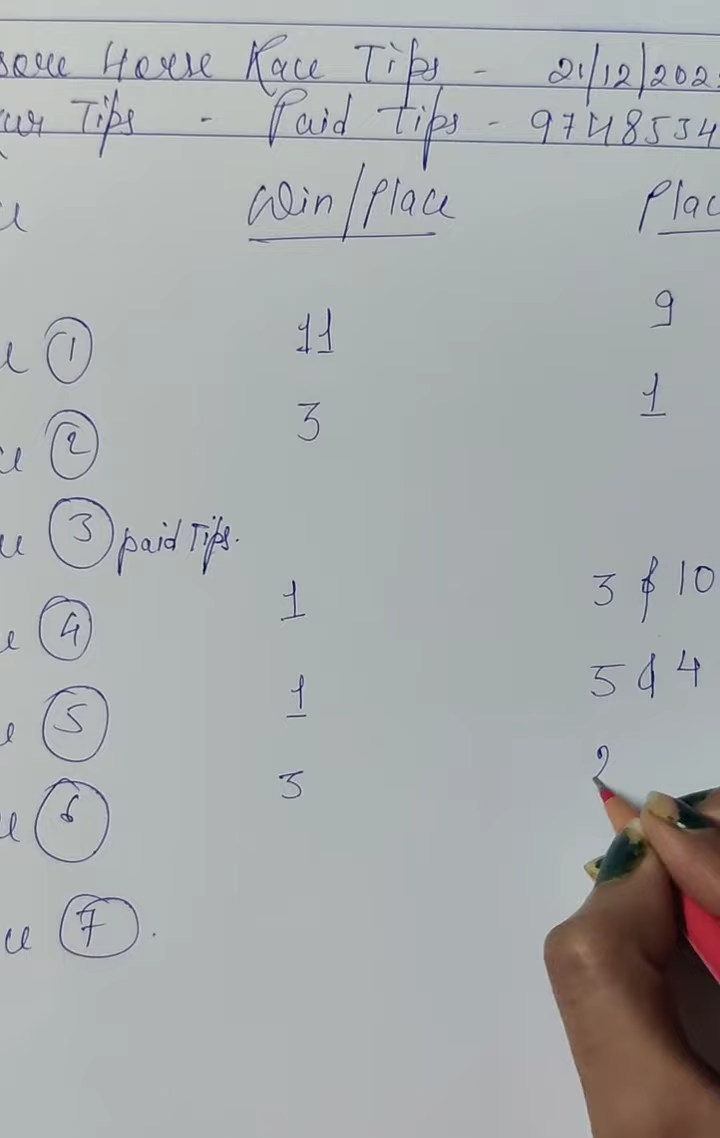 Horse Race Tips - 21/12/202
Tips - Paid Tips - 9748534
Win/Place Plac
1 11 9
2 3 1
3 paid Tips.
4 1 3 & 10
5 1 5 & 4
6 3 2
7.